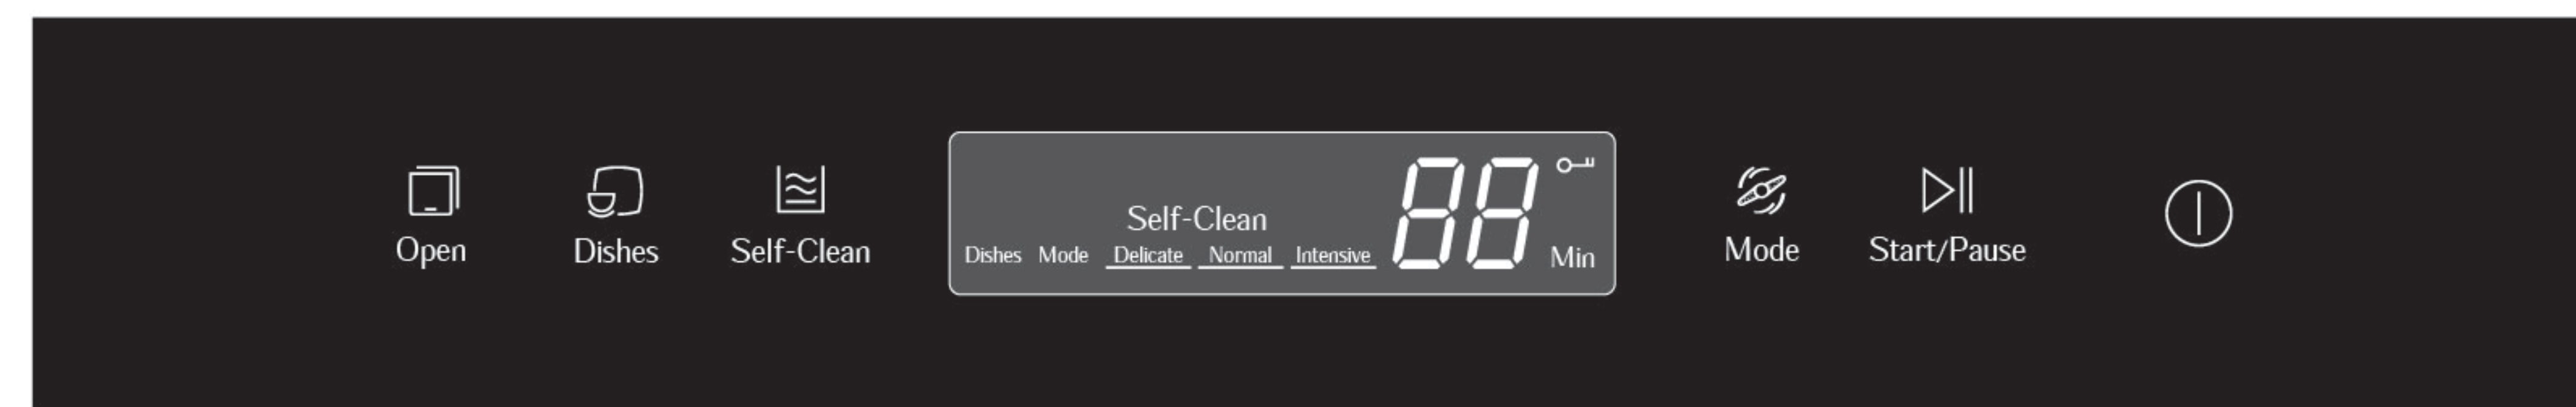 Open
Dishes
Self-Clean
Self-Clean
Dishes Mode Delicate Normal Intensive
88
Min
Mode
Start/Pause